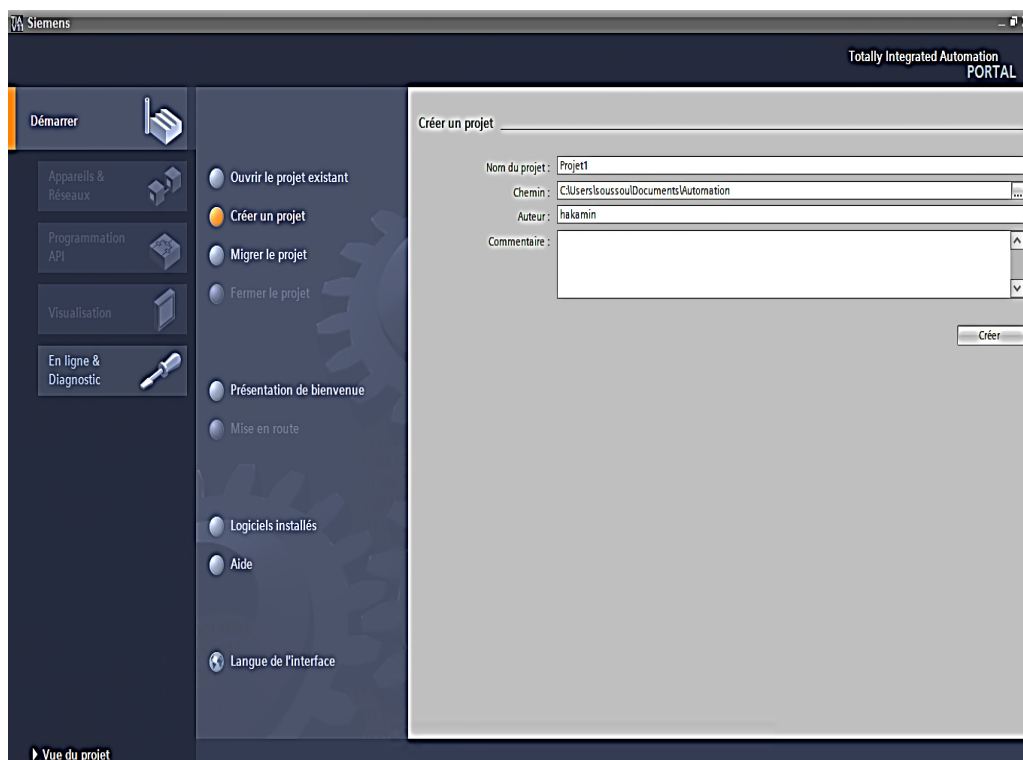 Siemens
Totally Integrated Automation
PORTAL
Démarrer
Appareils &
Réseaux
Programmation
API
Visualisation
En ligne &
Diagnostic
Ouvrir le projet existant
Créer un projet
Migrer le projet
Fermer le projet
Présentation de bienvenue
Mise en route
Logiciels installés
Aide
Langue de l'interface
Créer un projet
Nom du projet : Projet1
Chemin : C:\Users\soussou\Documents\Automation
...
Auteur : hakamin
Commentaire :
Créer
Vue du projet